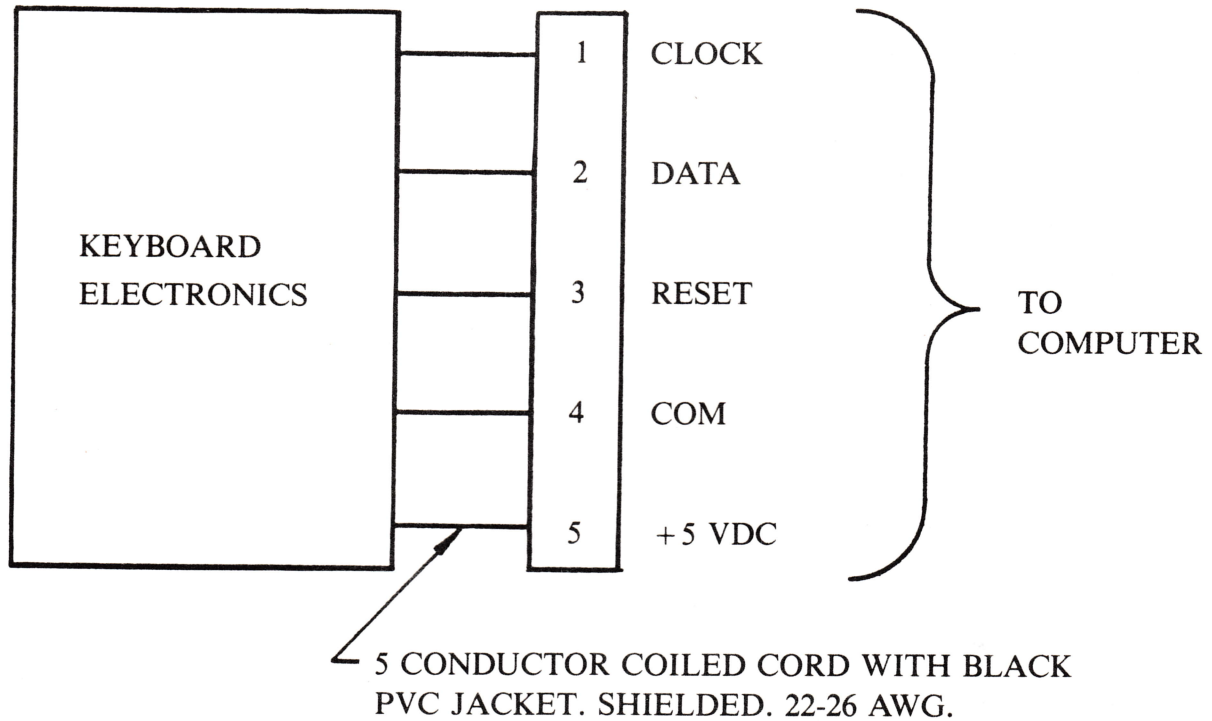 1 CLOCK
2 DATA
KEYBOARD
ELECTRONICS
3 RESET
TO
COMPUTER
4 COM
5 +5 VDC
5 CONDUCTOR COILED CORD WITH BLACK
PVC JACKET. SHIELDED. 22-26 AWG.